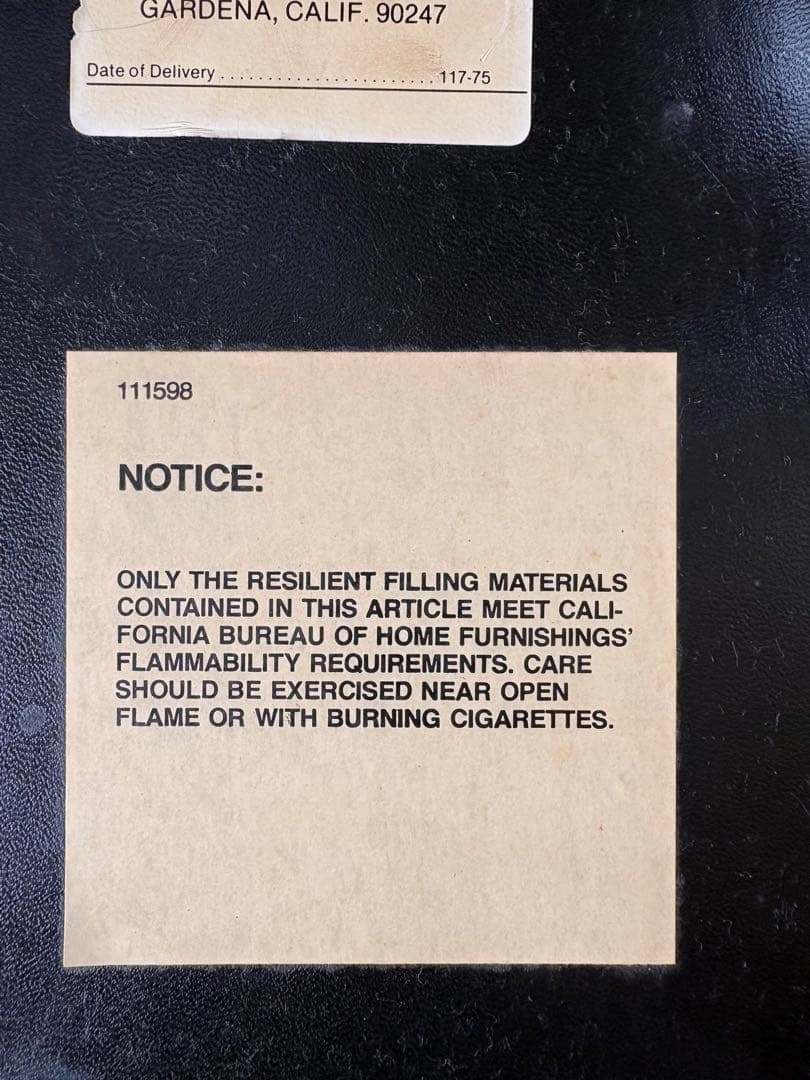 GARDENA, CALIF. 90247
Date of Delivery ........................ 117-75
111598
NOTICE:
ONLY THE RESILIENT FILLING MATERIALS
CONTAINED IN THIS ARTICLE MEET CALI-
FORNIA BUREAU OF HOME FURNISHINGS'
FLAMMABILITY REQUIREMENTS. CARE
SHOULD BE EXERCISED NEAR OPEN
FLAME OR WITH BURNING CIGARETTES.